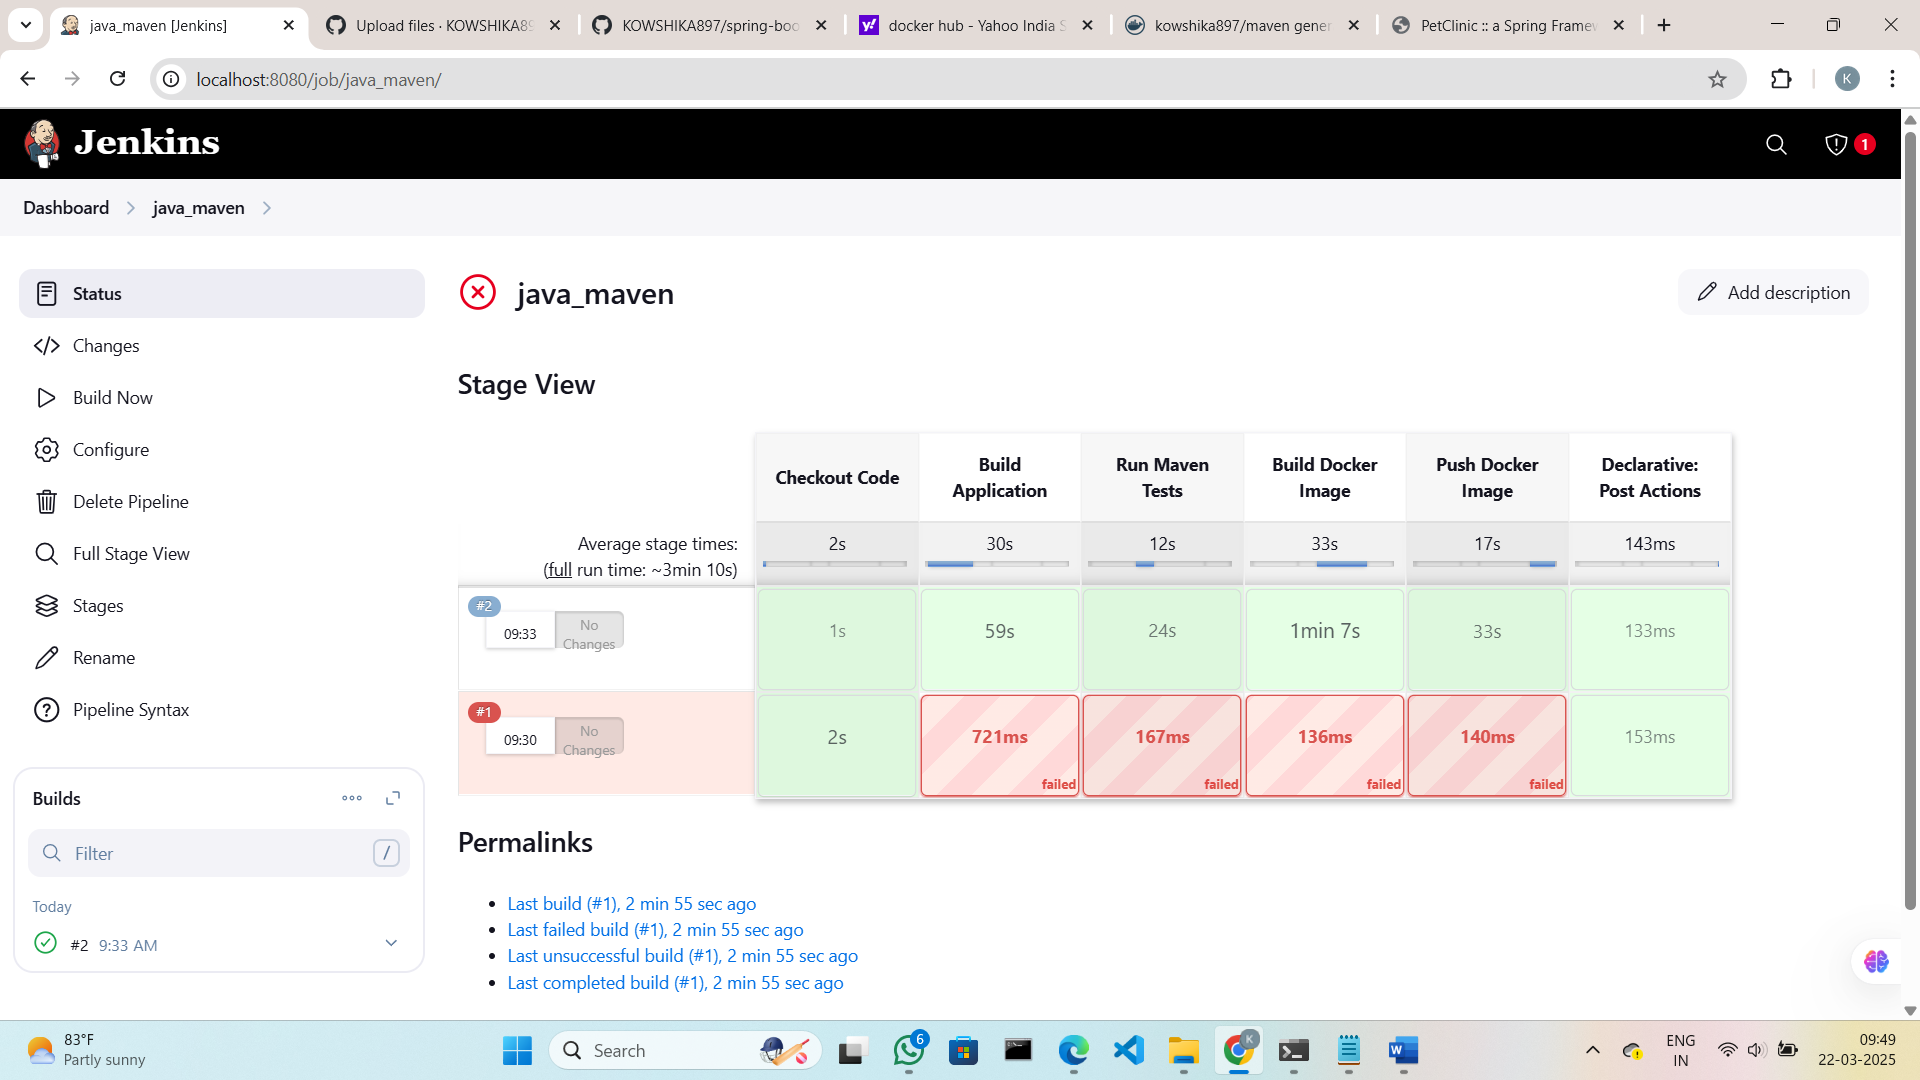 java_maven [Jenkins]
Upload files · KOWSHIKA89
KOWSHIKA897/spring-boo
docker hub - Yahoo India S
kowshika897/maven gener
PetClinic :: a Spring Framew
localhost:8080/job/java_maven/
K
Jenkins
1
Dashboard
java_maven
Status
Changes
Build Now
Configure
Delete Pipeline
Full Stage View
Stages
Rename
Pipeline Syntax
Builds
Filter
/
Today
#2 9:33 AM
java_maven
Add description
Stage View
Checkout Code
Build
Application
Run Maven
Tests
Build Docker
Image
Push Docker
Image
Declarative:
Post Actions
Average stage times:
(full run time: ~3min 10s)
2s
30s
12s
33s
17s
143ms
#2
09:33
No
Changes
1s
59s
24s
1min 7s
33s
133ms
#1
09:30
No
Changes
2s
721ms
failed
167ms
failed
136ms
failed
140ms
failed
153ms
Permalinks
Last build (#1), 2 min 55 sec ago
Last failed build (#1), 2 min 55 sec ago
Last unsuccessful build (#1), 2 min 55 sec ago
Last completed build (#1), 2 min 55 sec ago
83°F
Partly sunny
Search
6
K
ENG
IN
09:49
22-03-2025